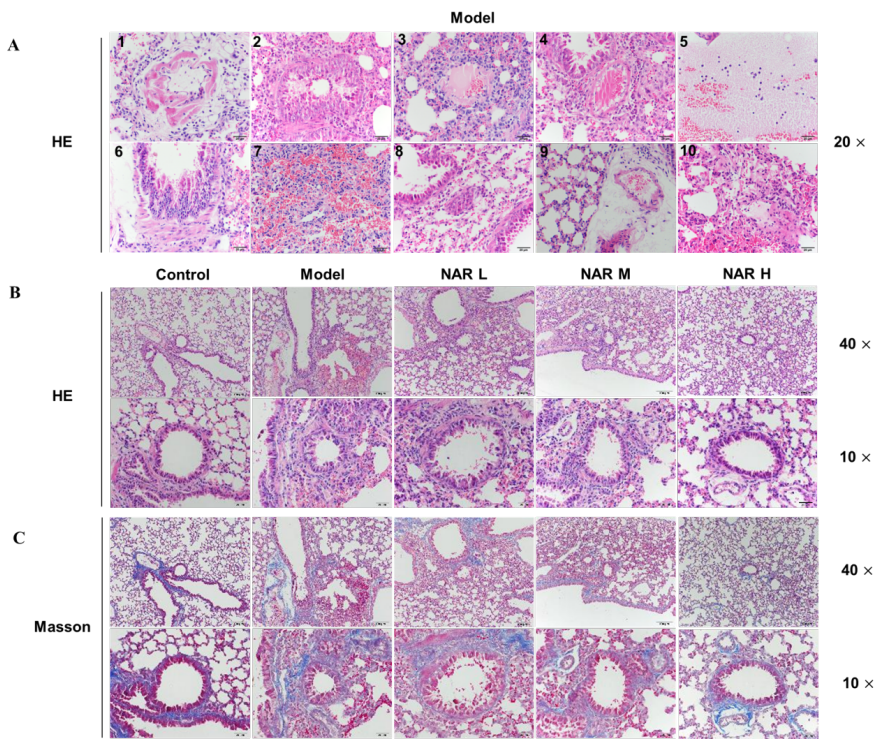 Model
A
1 2 3 4 5
HE
20 ×
6 7 8 9 10
Control Model NAR L NAR M NAR H
B
40 ×
HE
10 ×
C
40 ×
Masson
10 ×